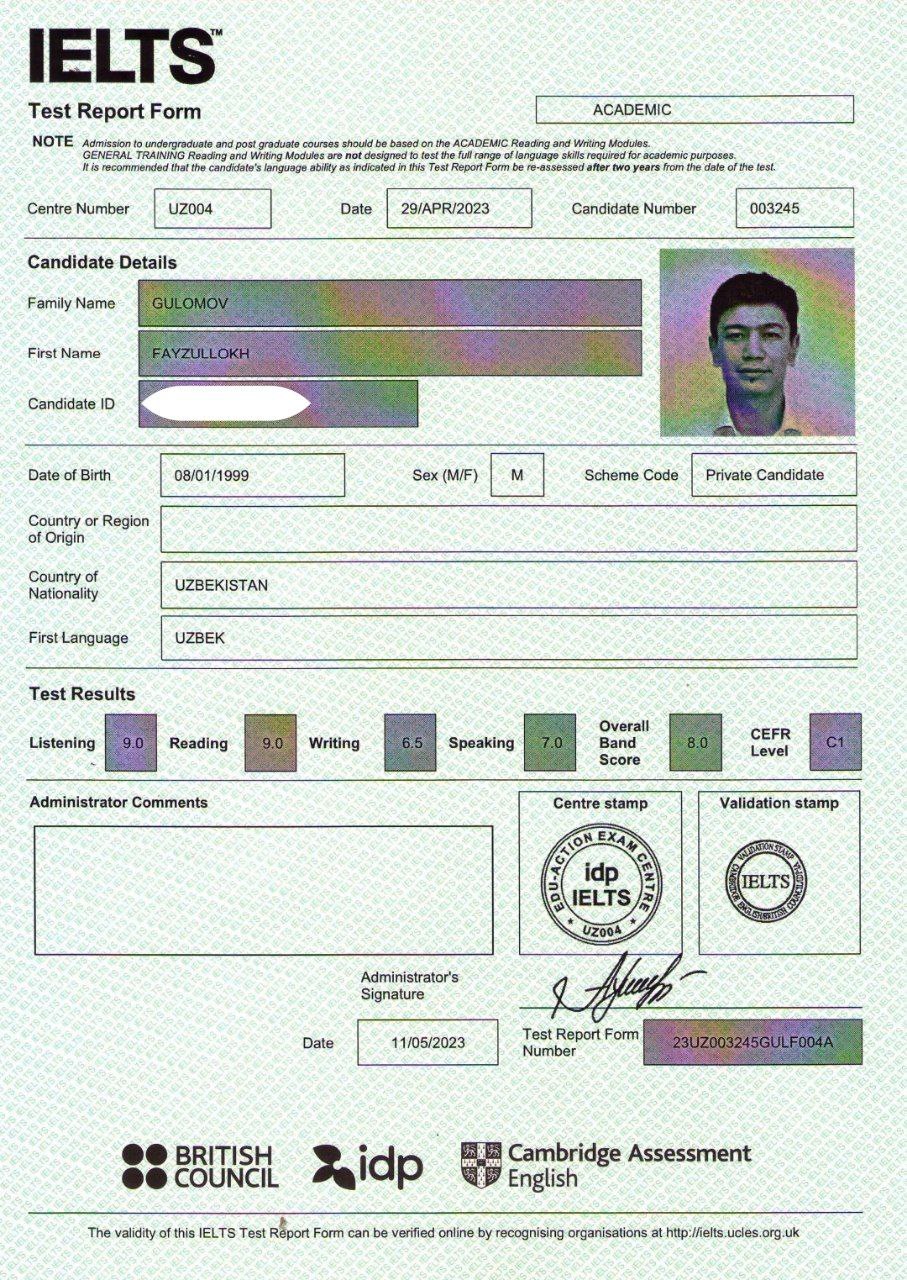 IELTS™
Test Report Form
ACADEMIC
NOTE Admission to undergraduate and post graduate courses should be based on the ACADEMIC Reading and Writing Modules.
GENERAL TRAINING Reading and Writing Modules are not designed to test the full range of language skills required for academic purposes.
It is recommended that the candidate's language ability as indicated in this Test Report Form be re-assessed after two years from the date of the test.
Centre Number UZ004 Date 29/APR/2023 Candidate Number 003245
Candidate Details
Family Name GULOMOV
First Name FAYZULLOKH
Candidate ID
Date of Birth 08/01/1999 Sex (M/F) M Scheme Code Private Candidate
Country or Region
of Origin
Country of
Nationality
UZBEKISTAN
First Language UZBEK
Test Results
Listening 9.0 Reading 9.0 Writing 6.5 Speaking 7.0
Overall
Band
Score
8.0
CEFR
Level
C1
Administrator Comments
Centre stamp
EDU-ACTION EXAM CENTRE
idp
IELTS
UZ004
Validation stamp
VALIDATION STAMP
IELTS
Administrator's
Signature
Date 11/05/2023
Test Report Form
Number
23UZ003245GULF004A
BRITISH
COUNCIL
idp
Cambridge Assessment
English
The validity of this IELTS Test Report Form can be verified online by recognising organisations at http://ielts.ucles.org.uk